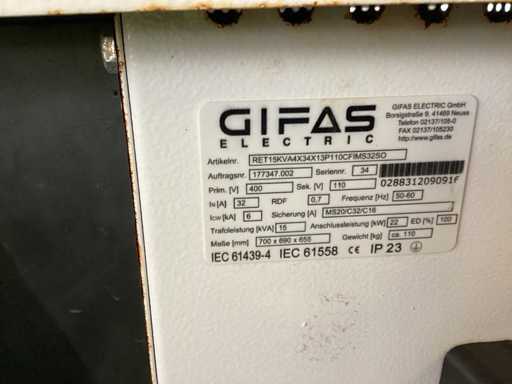 GIFAS
ELECTRIC
GIFAS ELECTRIC GmbH
Borsigstraße 9, 41469 Neuss
Telefon 02137/105-0
FAX 02137/105230
http://www.gifas.de
Artikelnr. RET15KVA4X34X13P110CFIMS32SO
Auftragsnr. 177347.002 Seriennr. 34
Prim. [V] 400 Sek. [V] 110
0288312090916
In [A] 32 RDF 0,7 Frequenz [Hz] 50-60
Icw [kA] 6 Sicherung [A] MS20/C32/C16
Trafoleistung [kVA] 15 Anschlussleistung [kW] 22 ED [%] 100
Maße [mm] 700 x 690 x 655 Gewicht [kg] ca. 110
IEC 61439-4 IEC 61558 CE IP 23